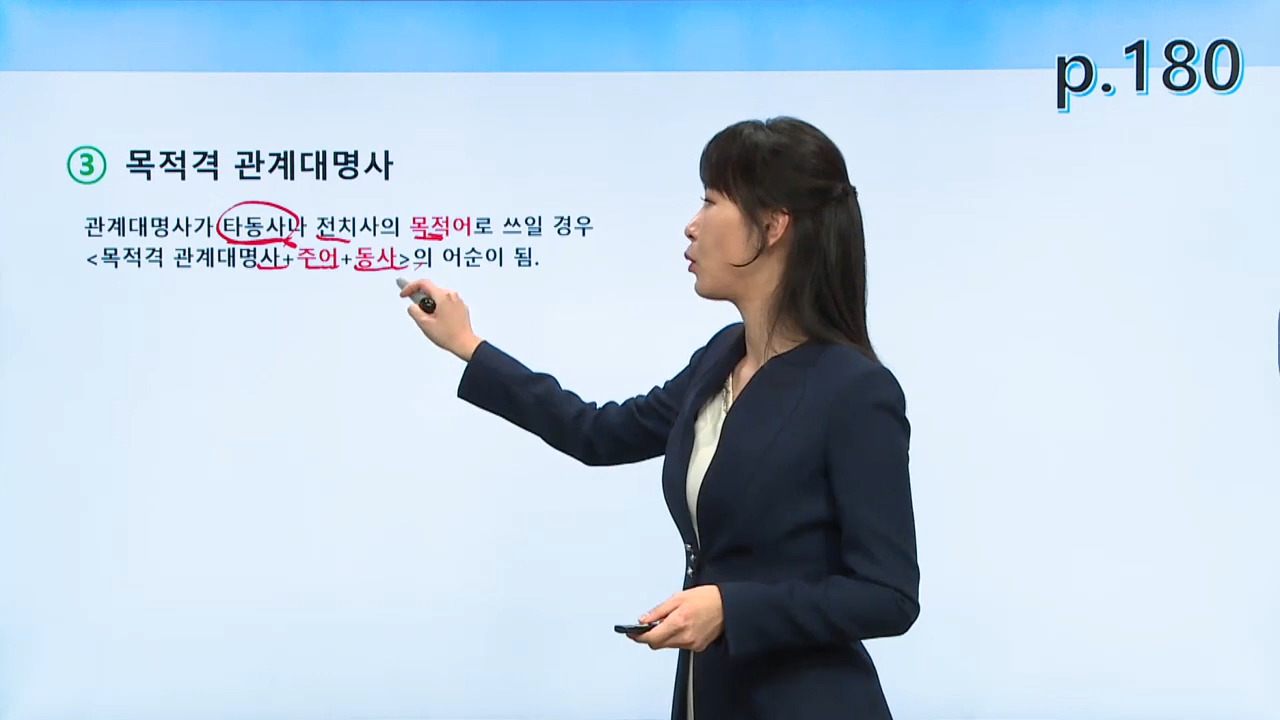 p.180
③ 목적격 관계대명사
관계대명사가 타동사나 전치사의 목적어로 쓰일 경우
<목적격 관계대명사+주어+동사>의 어순이 됨.